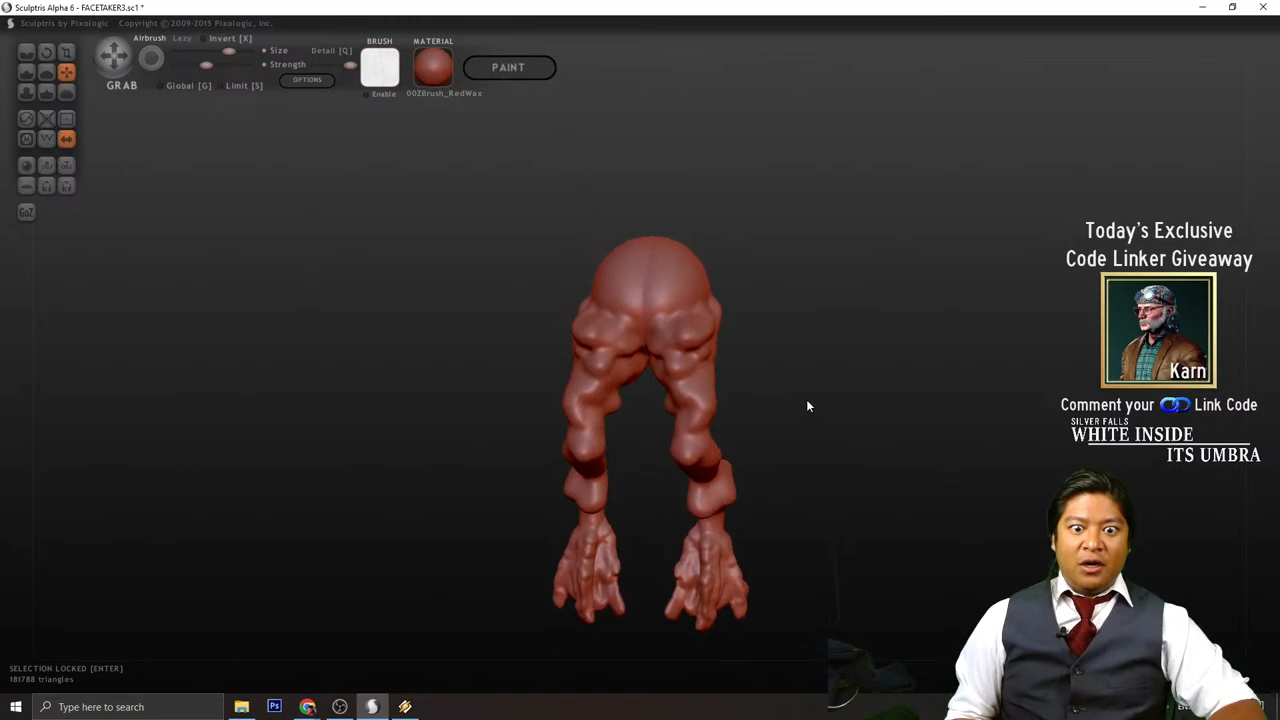 Sculptris Alpha 6 - FACETAKER3.sc1 *
Sculptris by Pixologic Copyright © 2009-2015 Pixologic, Inc.
Airbrush Lazy Invert [X]
Size Detail [Q]
Strength
GRAB Global [G] Limit [S] OPTIONS
BRUSH
Enable
MATERIAL
00ZBrush_RedWax
PAINT
GoZ
Today's Exclusive
Code Linker Giveaway
Karn
Comment your Link Code
SILVER FALLS
WHITE INSIDE
ITS UMBRA
SELECTION LOCKED [ENTER]
181788 triangles
Type here to search
Ps